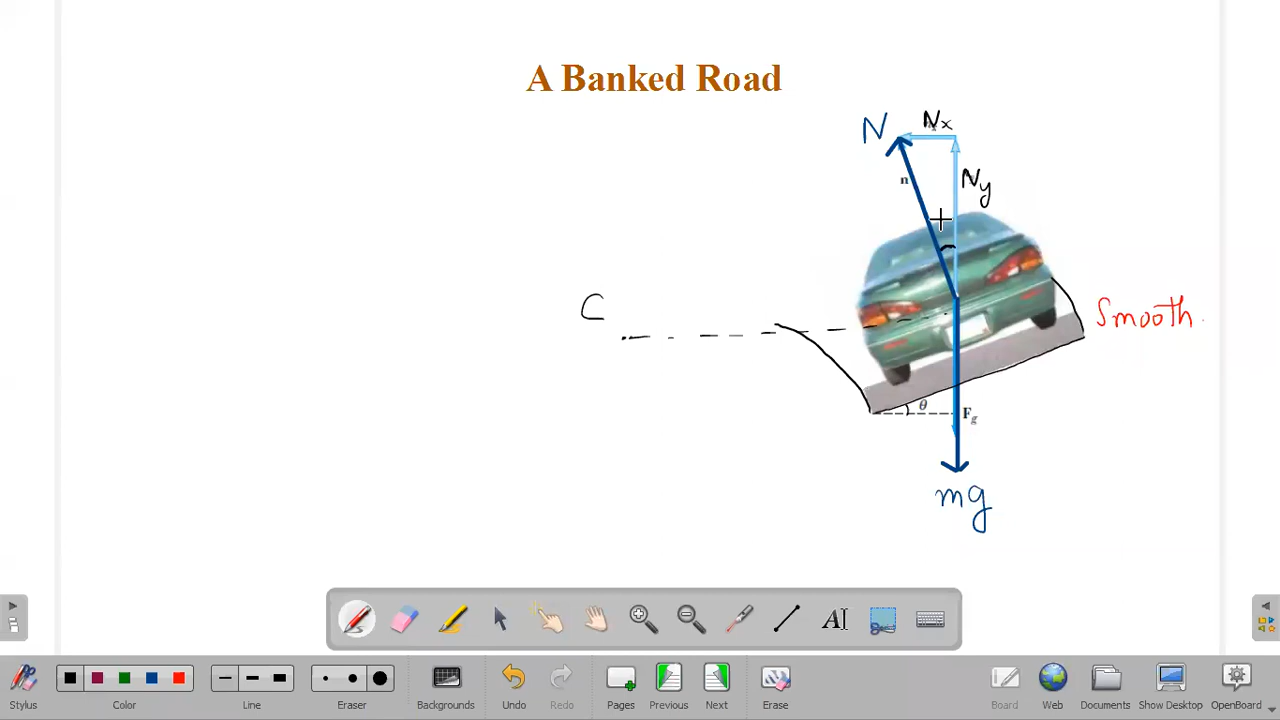 A Banked Road
N
Nx
n
Ny
C
Smooth
θ
Fg
mg
Stylus
Color
Line
Eraser
Backgrounds
Undo
Redo
Pages
Previous
Next
Erase
Board
Web
Documents
Show Desktop
OpenBoard